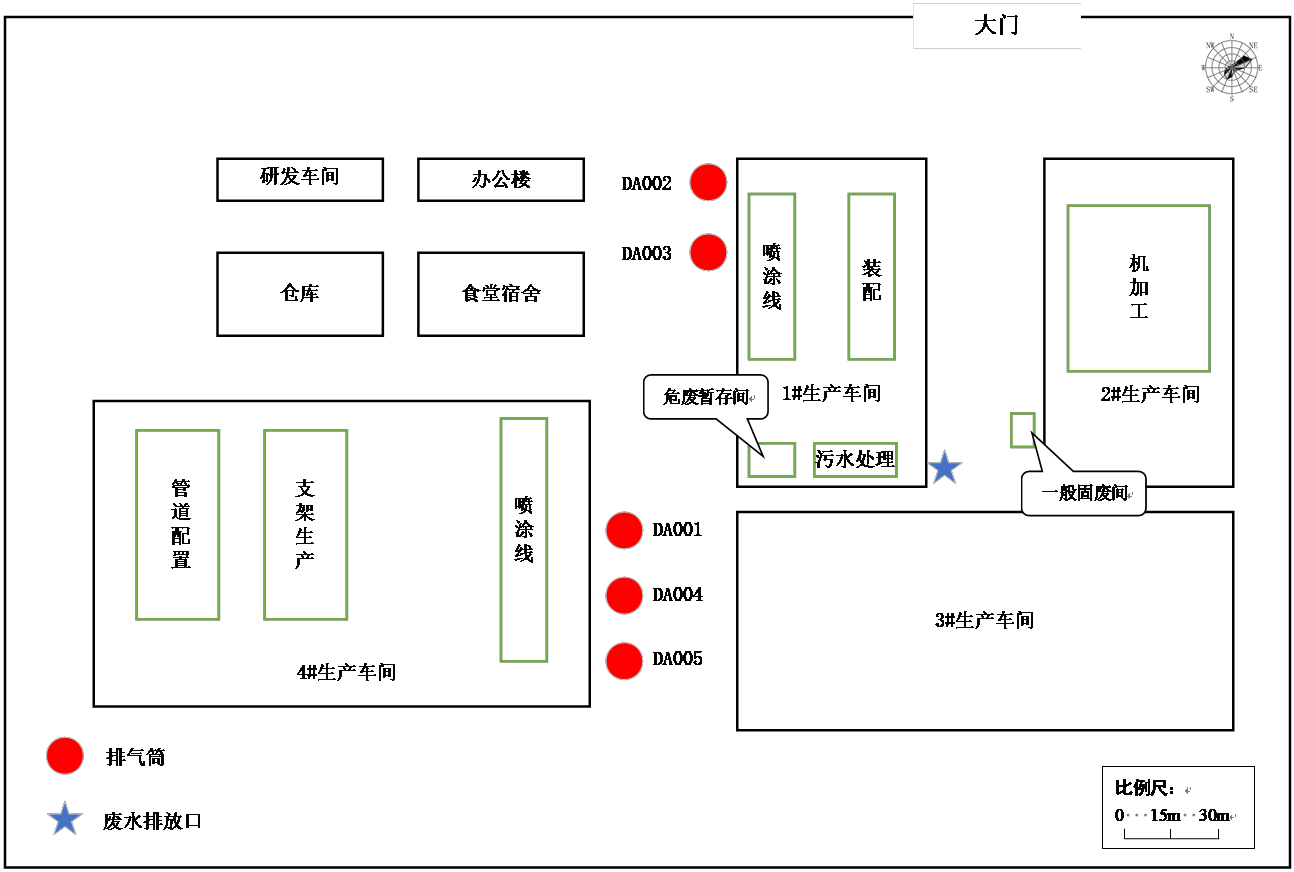 大门
N
NW
NE
W
E
SW
SE
S
研发车间
办公楼
DA002
DA003
仓库
食堂宿舍
喷涂线
装配
机加工
危废暂存间
1#生产车间
2#生产车间
污水处理
一般固废间
管道配置
支架生产
喷涂线
DA001
DA004
DA005
3#生产车间
4#生产车间
排气筒
废水排放口
比例尺：
0···15m··30m